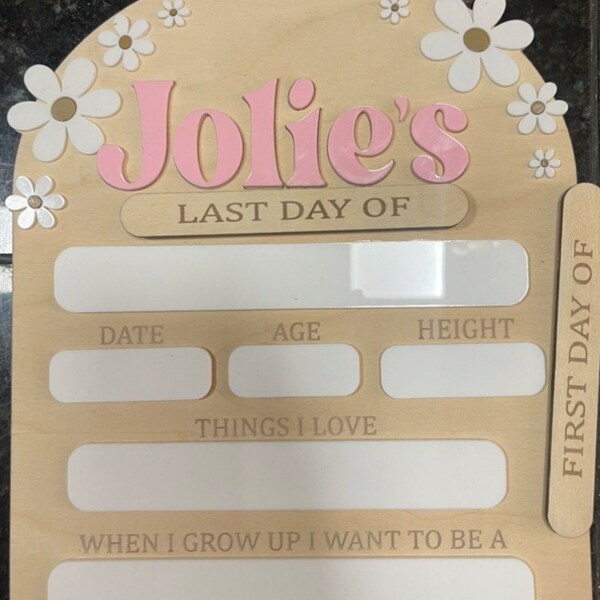 Jolie's
LAST DAY OF
DATE AGE HEIGHT
THINGS I LOVE
WHEN I GROW UP I WANT TO BE A
FIRST DAY OF